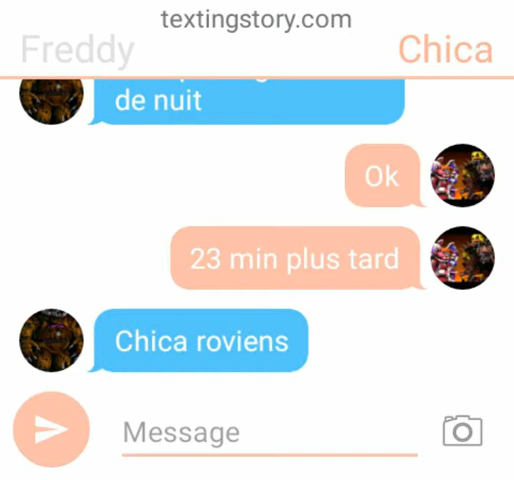 textingstory.com
Freddy
Chica
de nuit
Ok
23 min plus tard
Chica roviens
Message